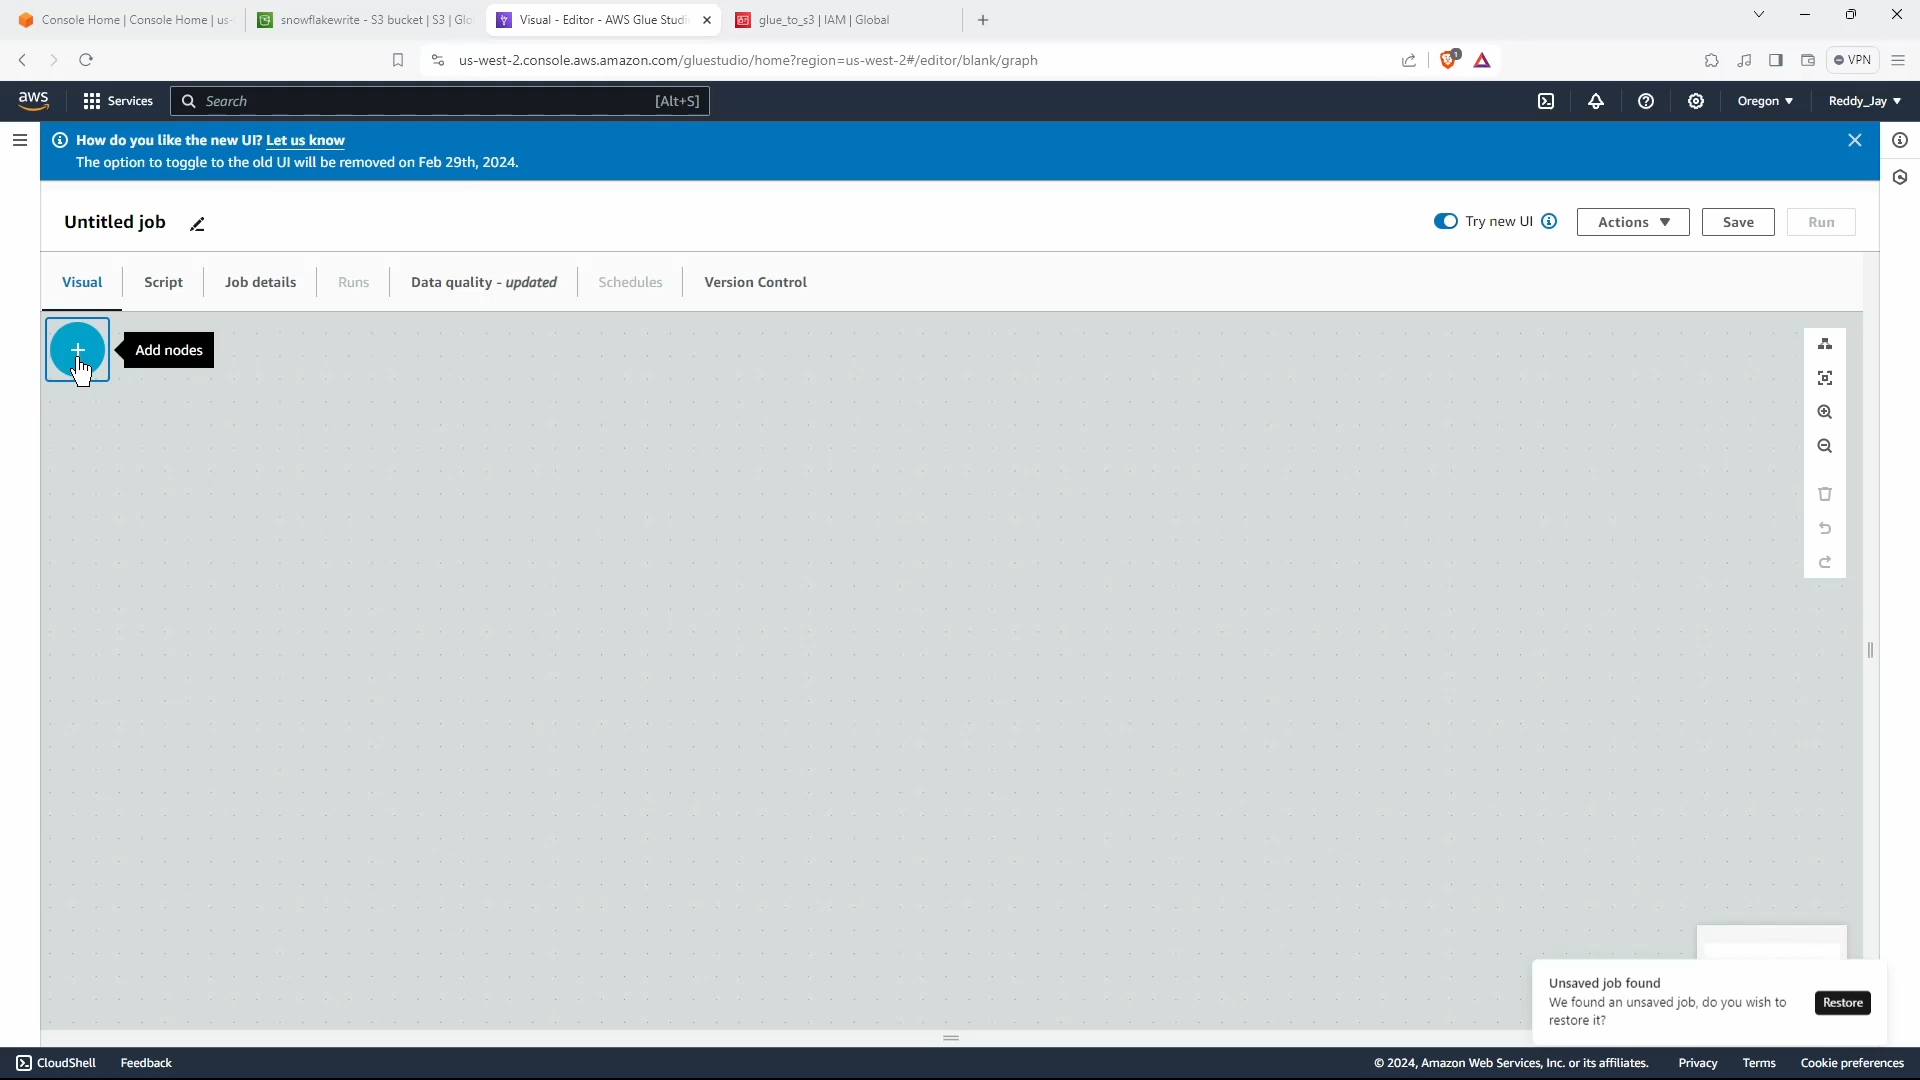 Console Home | Console Home | us-
snowflakewrite - S3 bucket | S3 | Glo
Visual - Editor - AWS Glue Studi
glue_to_s3 | IAM | Global
us-west-2.console.aws.amazon.com/gluestudio/home?region=us-west-2#/editor/blank/graph
1
VPN
aws
Services
Search
[Alt+S]
Oregon
Reddy_Jay
How do you like the new UI? Let us know
The option to toggle to the old UI will be removed on Feb 29th, 2024.
Untitled job
Try new UI
Actions
Save
Run
Visual
Script
Job details
Runs
Data quality - updated
Schedules
Version Control
Add nodes
Unsaved job found
We found an unsaved job, do you wish to
restore it?
Restore
CloudShell
Feedback
© 2024, Amazon Web Services, Inc. or its affiliates.
Privacy
Terms
Cookie preferences